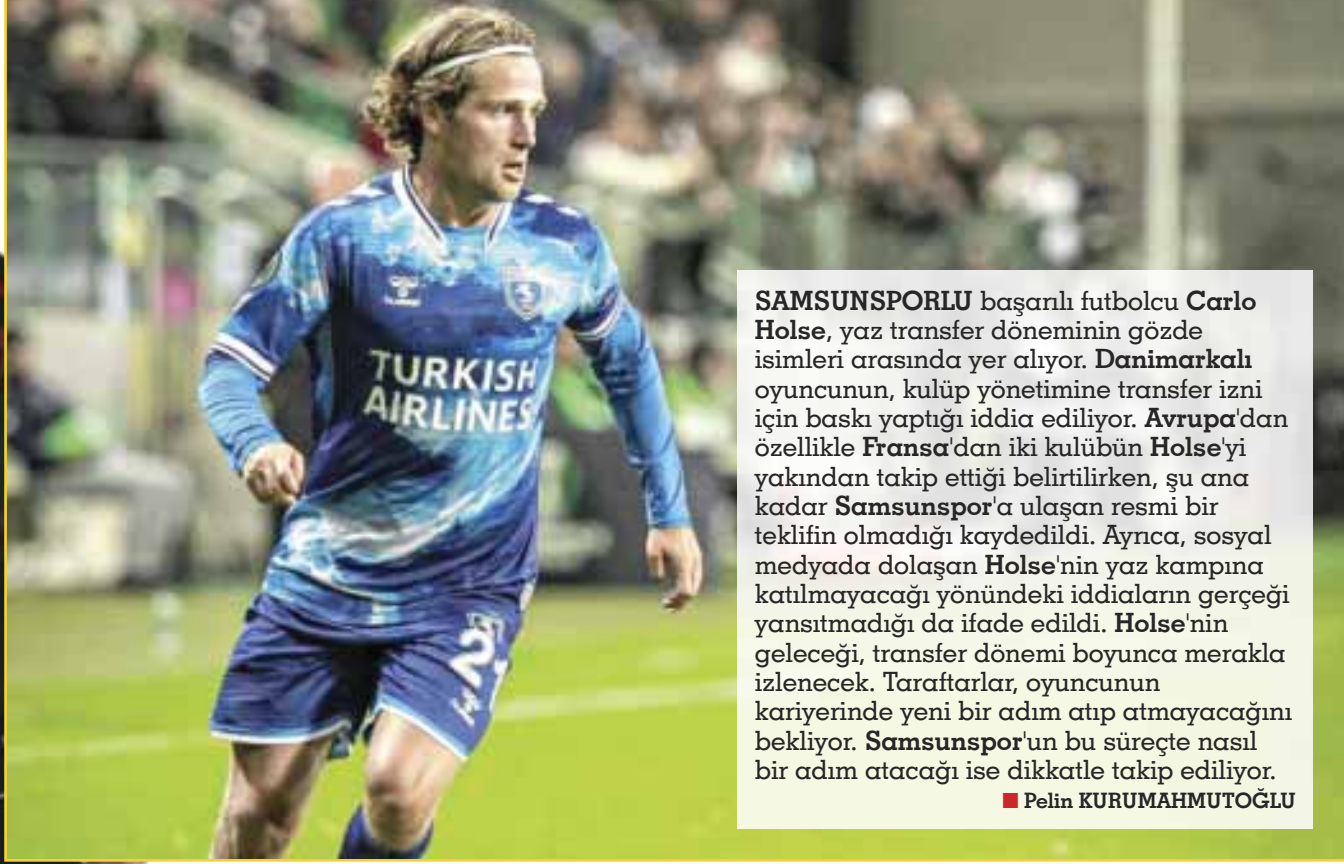 TURKISH
AIRLINES
21
SAMSUNSPORLU başarılı futbolcu Carlo
Holse, yaz transfer döneminin gözde
isimleri arasında yer alıyor. Danimarkalı
oyuncunun, kulüp yönetimine transfer izni
için baskı yaptığı iddia ediliyor. Avrupa'dan
özellikle Fransa'dan iki kulübün Holse'yi
yakından takip ettiği belirtilirken, şu ana
kadar Samsunspor'a ulaşan resmi bir
teklifin olmadığı kaydedildi. Ayrıca, sosyal
medyada dolaşan Holse'nin yaz kampına
katılmayacağı yönündeki iddiaların gerçeği
yansıtmadığı da ifade edildi. Holse'nin
geleceği, transfer dönemi boyunca merakla
izlenecek. Taraftarlar, oyuncunun
kariyerinde yeni bir adım atıp atmayacağını
bekliyor. Samsunspor'un bu süreçte nasıl
bir adım atacağı ise dikkatle takip ediliyor.
Pelin KURUMAHMUTOĞLU